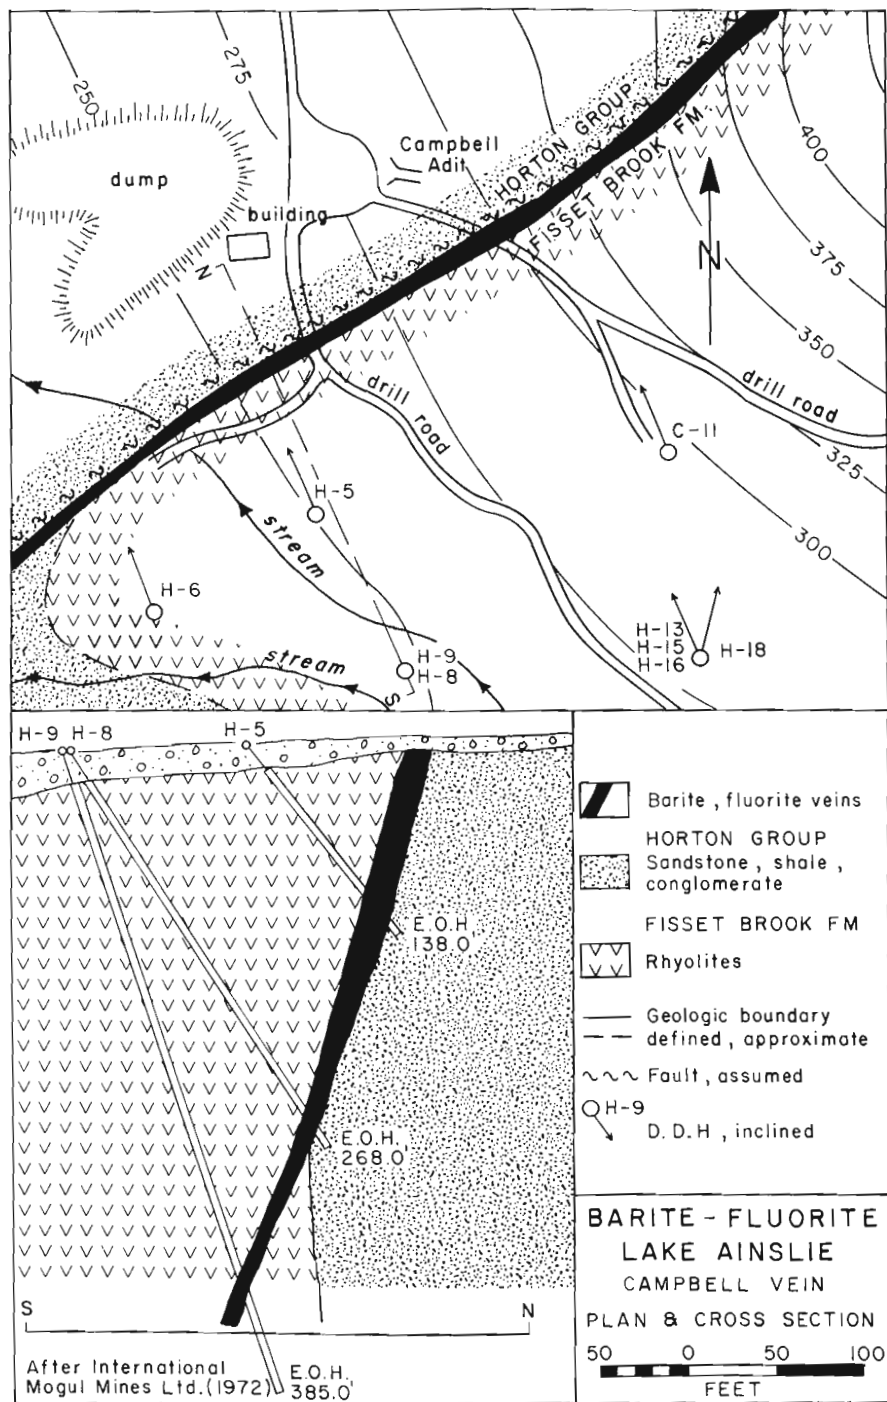 250
275
400
375
350
325
300
dump
building
Campbell
Adit
HORTON GROUP
FISSET BROOK FM
N
N
drill road
drill road
C-11
H-5
stream
H-6
H-13
H-15
H-16
H-18
H-9
H-8
stream
S
H-9 H-8
H-5
E.O.H.
138.0'
E.O.H.
268.0'
S
N
After International
Mogul Mines Ltd.(1972)
E.O.H.
385.0'
Barite, fluorite veins
HORTON GROUP
Sandstone, shale,
conglomerate
FISSET BROOK FM
Rhyolites
Geologic boundary
defined, approximate
Fault, assumed
H-9
D.D.H, inclined
BARITE-FLUORITE
LAKE AINSLIE
CAMPBELL VEIN
PLAN & CROSS SECTION
50 0 50 100
FEET